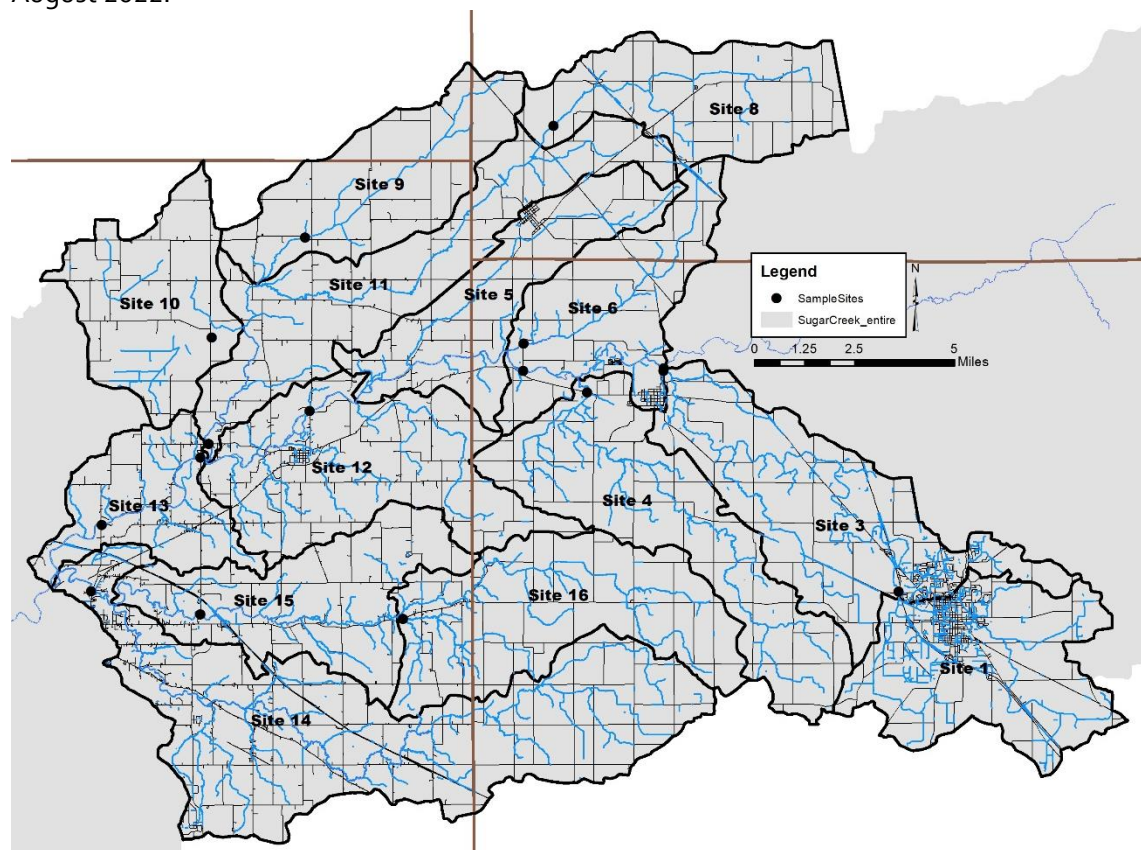 August 2022.
Site 8
Site 9
Site 11
Site 5
Site 10
Site 6
Legend
SampleSites
SugarCreek_entire
N
0 1.25 2.5 5
Miles
Site 12
Site 4
Site 13
Site 3
Site 15
Site 16
Site 1
Site 14